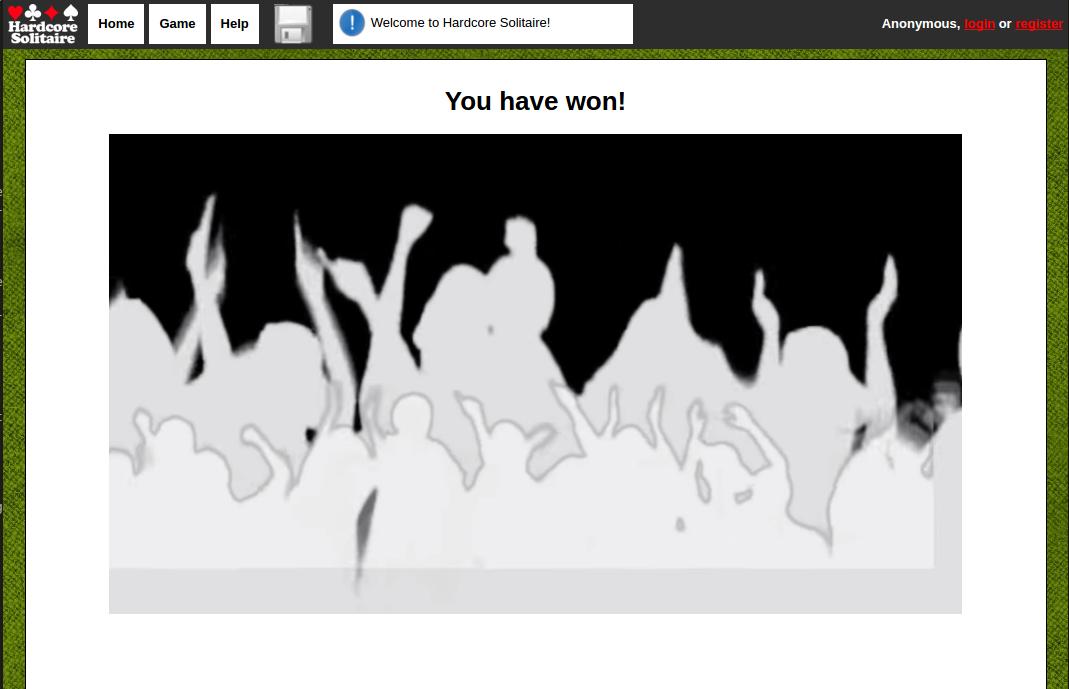 Hardcore
Solitaire
Home
Game
Help
! Welcome to Hardcore Solitaire!
Anonymous, login or register
You have won!